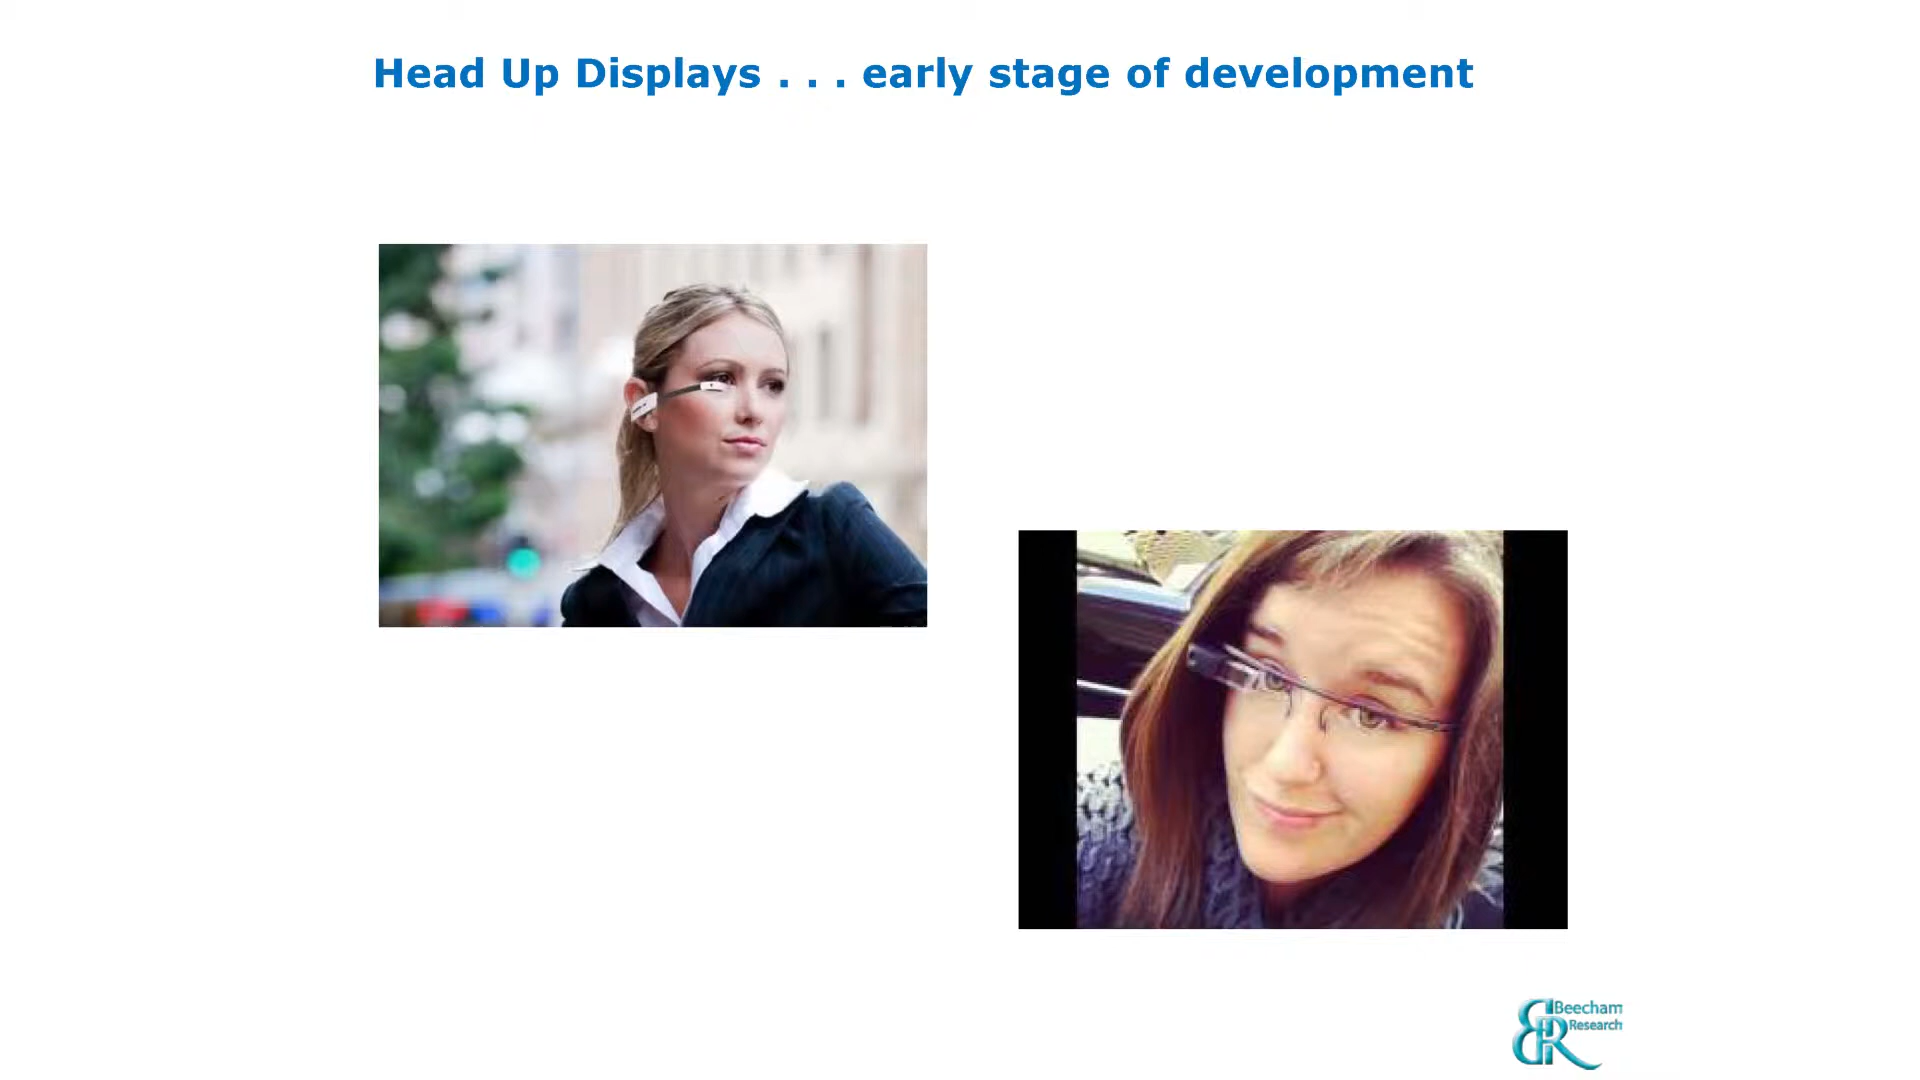 Head Up Displays . . . early stage of development
Beecham
Research